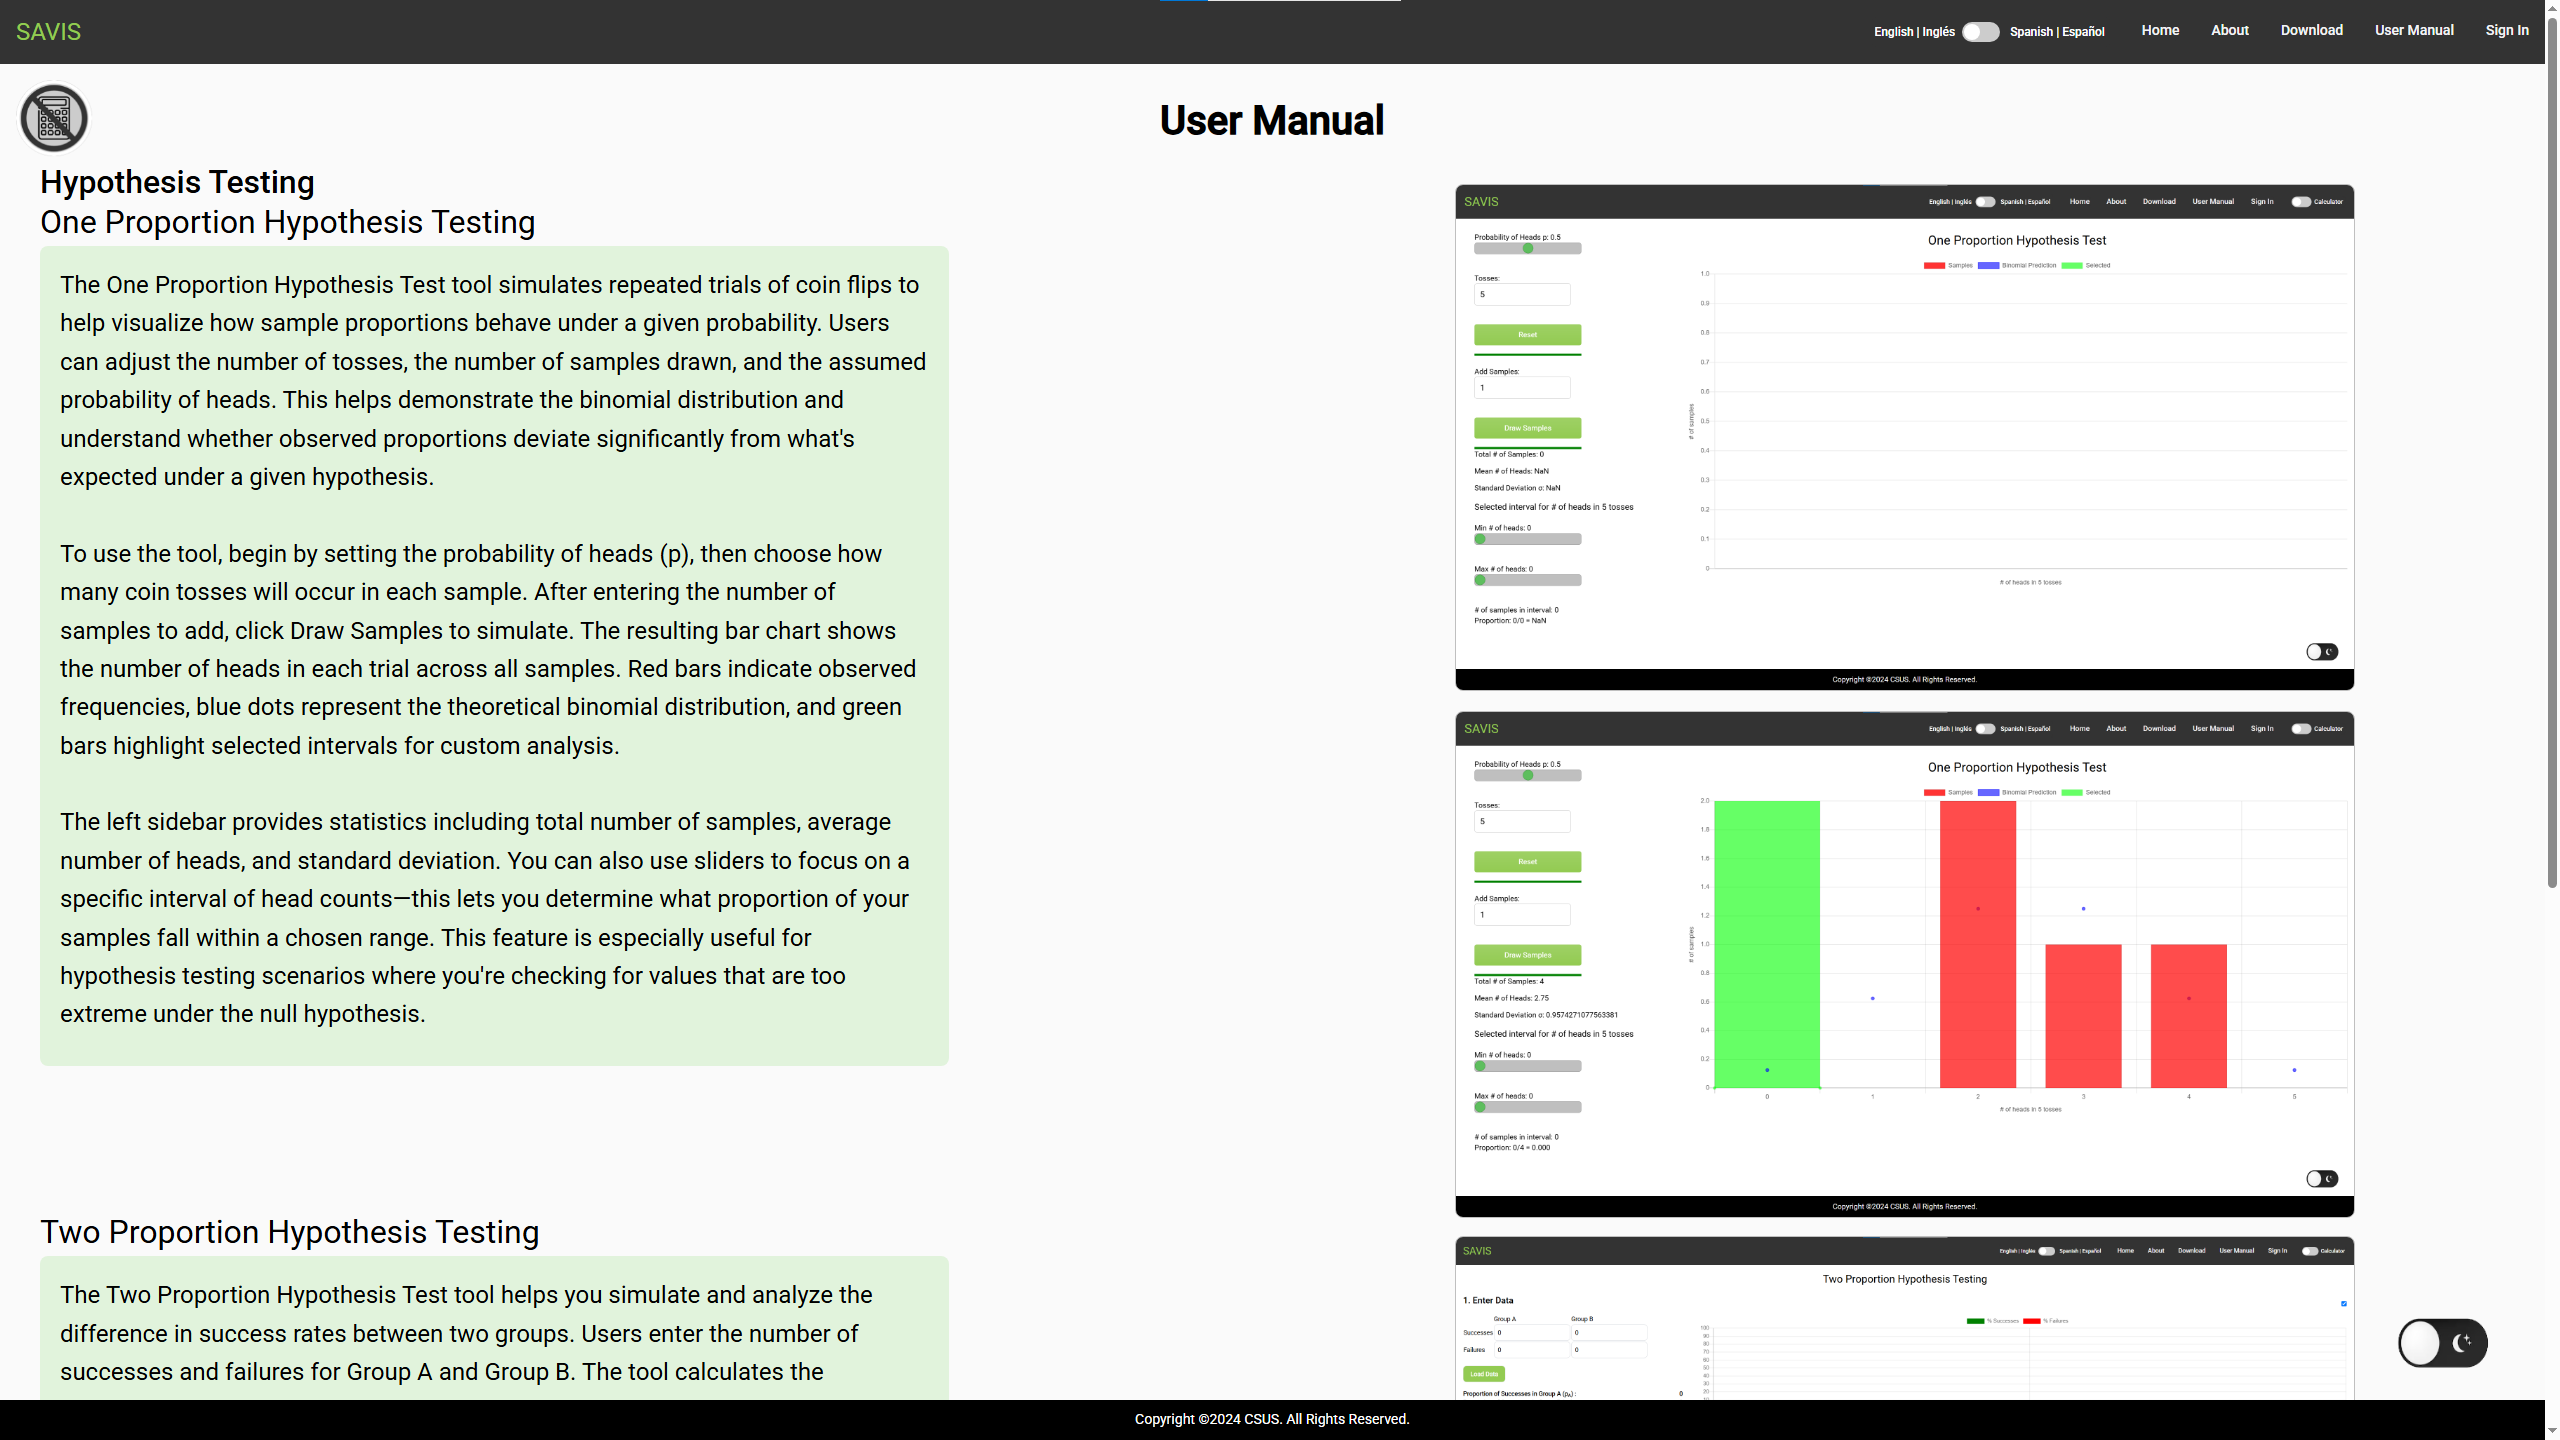 SAVIS
English | Inglés Spanish | Español Home About Download User Manual Sign In
User Manual
Hypothesis Testing
One Proportion Hypothesis Testing
The One Proportion Hypothesis Test tool simulates repeated trials of coin flips to
help visualize how sample proportions behave under a given probability. Users
can adjust the number of tosses, the number of samples drawn, and the assumed
probability of heads. This helps demonstrate the binomial distribution and
understand whether observed proportions deviate significantly from what's
expected under a given hypothesis.
To use the tool, begin by setting the probability of heads (p), then choose how
many coin tosses will occur in each sample. After entering the number of
samples to add, click Draw Samples to simulate. The resulting bar chart shows
the number of heads in each trial across all samples. Red bars indicate observed
frequencies, blue dots represent the theoretical binomial distribution, and green
bars highlight selected intervals for custom analysis.
The left sidebar provides statistics including total number of samples, average
number of heads, and standard deviation. You can also use sliders to focus on a
specific interval of head counts—this lets you determine what proportion of your
samples fall within a chosen range. This feature is especially useful for
hypothesis testing scenarios where you're checking for values that are too
extreme under the null hypothesis.
Two Proportion Hypothesis Testing
The Two Proportion Hypothesis Test tool helps you simulate and analyze the
difference in success rates between two groups. Users enter the number of
successes and failures for Group A and Group B. The tool calculates the
SAVIS
English | Inglés Spanish | Español Home About Download User Manual Sign In Calculator
Probability of Heads p: 0.5
Tosses:
5
Reset
Add Samples:
1
Draw Samples
Total # of Samples: 0
Mean # of Heads: NaN
Standard Deviation σ: NaN
Selected interval for # of heads in 5 tosses
Min # of heads: 0
Max # of heads: 0
# of samples in interval: 0
Proportion: 0/0 = NaN
One Proportion Hypothesis Test
Samples Binomial Prediction Selected
1.0
0.9
0.8
0.7
0.6
0.5
0.4
0.3
0.2
0.1
0
# of samples
# of heads in 5 tosses
Copyright ©2024 CSUS. All Rights Reserved.
SAVIS
English | Inglés Spanish | Español Home About Download User Manual Sign In Calculator
Probability of Heads p: 0.5
Tosses:
5
Reset
Add Samples:
1
Draw Samples
Total # of Samples: 4
Mean # of Heads: 2.75
Standard Deviation σ: 0.9574271077563381
Selected interval for # of heads in 5 tosses
Min # of heads: 0
Max # of heads: 0
# of samples in interval: 0
Proportion: 0/4 = 0.000
One Proportion Hypothesis Test
Samples Binomial Prediction Selected
2.0
1.8
1.6
1.4
1.2
1.0
0.8
0.6
0.4
0.2
0
# of samples
0 1 2 3 4 5
# of heads in 5 tosses
Copyright ©2024 CSUS. All Rights Reserved.
SAVIS
English | Inglés Spanish | Español Home About Download User Manual Sign In Calculator
Two Proportion Hypothesis Testing
1. Enter Data
Group A Group B
Successes 0 0
Failures 0 0
Load Data
Proportion of Successes in Group A (pA) : 0
% Successes % Failures
100
90
80
70
60
50
40
30
20
Copyright ©2024 CSUS. All Rights Reserved.